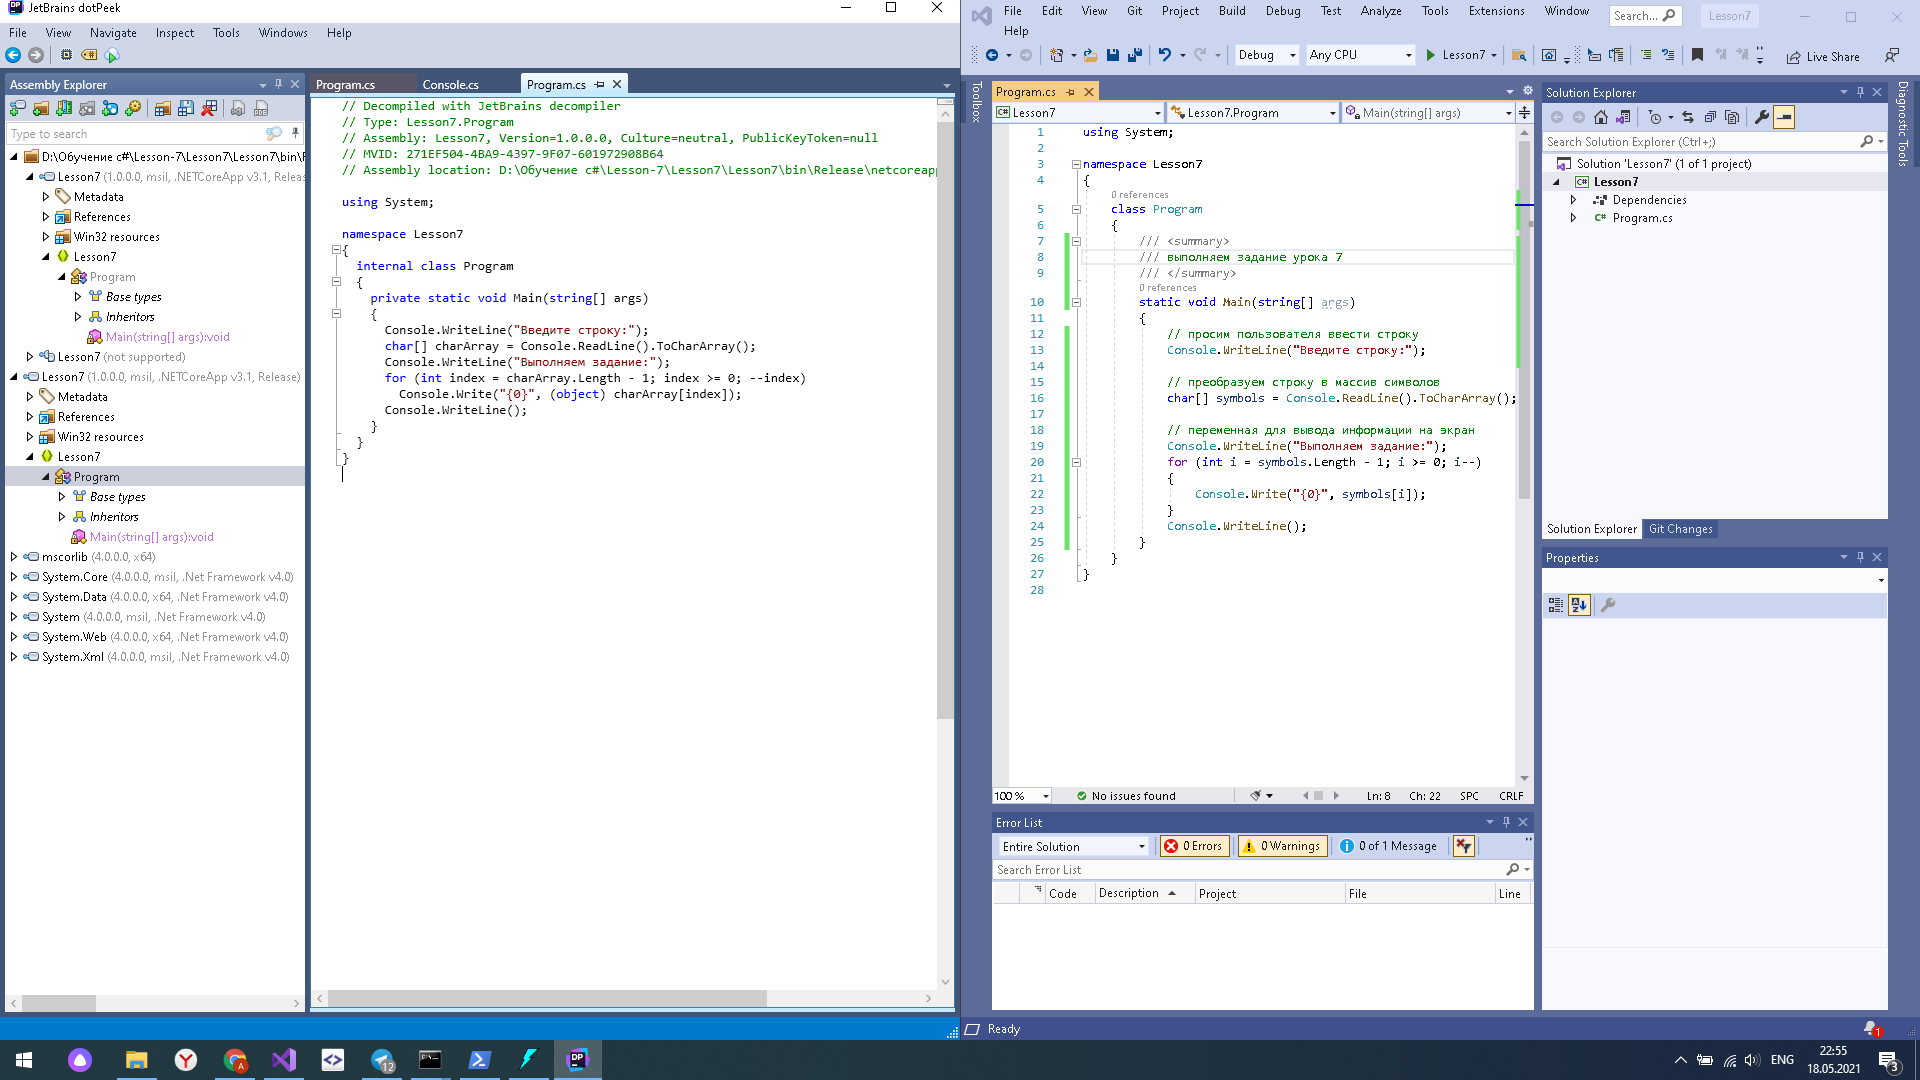 JetBrains dotPeek
File View Navigate Inspect Tools Windows Help
Assembly Explorer
Type to search
D:\Обучение c#\Lesson-7\Lesson7\Lesson7\bin\
Lesson7 (1.0.0.0, msil, .NETCoreApp v3.1, Releas
Metadata
References
Win32 resources
Lesson7
Program
Base types
Inheritors
Main(string[] args):void
Lesson7 (not supported)
Lesson7 (1.0.0.0, msil, .NETCoreApp v3.1, Release)
Metadata
References
Win32 resources
Lesson7
Program
Base types
Inheritors
Main(string[] args):void
mscorlib (4.0.0.0, x64)
System.Core (4.0.0.0, msil, .Net Framework v4.0)
System.Data (4.0.0.0, x64, .Net Framework v4.0)
System (4.0.0.0, msil, .Net Framework v4.0)
System.Web (4.0.0.0, x64, .Net Framework v4.0)
System.Xml (4.0.0.0, msil, .Net Framework v4.0)
Program.cs Console.cs Program.cs
// Decompiled with JetBrains decompiler
// Type: Lesson7.Program
// Assembly: Lesson7, Version=1.0.0.0, Culture=neutral, PublicKeyToken=null
// MVID: 271EF504-4BA9-4397-9F07-601972908B64
// Assembly location: D:\Обучение c#\Lesson-7\Lesson7\Lesson7\bin\Release\netcoreapp
using System;
namespace Lesson7
{
internal class Program
{
private static void Main(string[] args)
{
Console.WriteLine("Введите строку:");
char[] charArray = Console.ReadLine().ToCharArray();
Console.WriteLine("Выполняем задание:");
for (int index = charArray.Length - 1; index >= 0; --index)
Console.Write("{0}", (object) charArray[index]);
Console.WriteLine();
}
}
}
File Edit View Git Project Build Debug Test Analyze Tools Extensions Window
Help
Search... Lesson7
Debug Any CPU Lesson7 Live Share
Toolbox
Program.cs
Lesson7 Lesson7.Program Main(string[] args)
1 using System;
2
3 namespace Lesson7
4 {
0 references
5 class Program
6 {
7 /// <summary>
8 /// выполняем задание урока 7
9 /// </summary>
0 references
10 static void Main(string[] args)
11 {
12 // просим пользователя ввести строку
13 Console.WriteLine("Введите строку:");
14
15 // преобразуем строку в массив символов
16 char[] symbols = Console.ReadLine().ToCharArray();
17
18 // переменная для вывода информации на экран
19 Console.WriteLine("Выполняем задание:");
20 for (int i = symbols.Length - 1; i >= 0; i--)
21 {
22 Console.Write("{0}", symbols[i]);
23 }
24 Console.WriteLine();
25 }
26 }
27 }
28
100 % No issues found Ln: 8 Ch: 22 SPC CRLF
Error List
Entire Solution 0 Errors 0 Warnings 0 of 1 Message
Search Error List
Code Description Project File Line
Solution Explorer
Search Solution Explorer (Ctrl+;)
Solution 'Lesson7' (1 of 1 project)
Lesson7
Dependencies
Program.cs
Solution Explorer Git Changes
Properties
Diagnostic Tools
Ready
1
12
ENG
22:55
18.05.2021
3